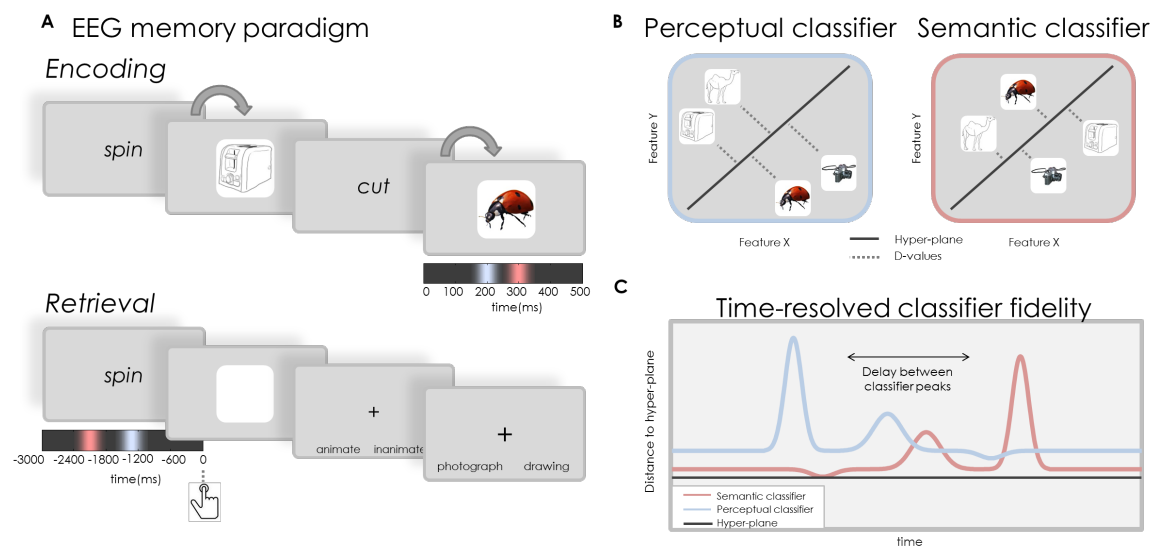 A EEG memory paradigm
Encoding
spin
cut
0 100 200 300 400 500
time(ms)
Retrieval
spin
-3000 -2400 -1800 -1200 -600 0
time(ms)
+
animate inanimate
+
photograph drawing
B Perceptual classifier Semantic classifier
Feature Y
Feature X
Feature Y
Feature X
Hyper-plane
D-values
C
Time-resolved classifier fidelity
Distance to hyper-plane
Delay between
classifier peaks
Semantic classifier
Perceptual classifier
Hyper-plane
time